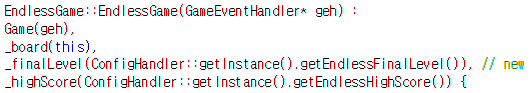 EndlessGame::EndlessGame(GameEventHandler* geh) :
Game(geh),
_board(this),
_finalLevel(ConfigHandler::getInstance().getEndlessFinalLevel()), // new
_highScore(ConfigHandler::getInstance().getEndlessHighScore()) {